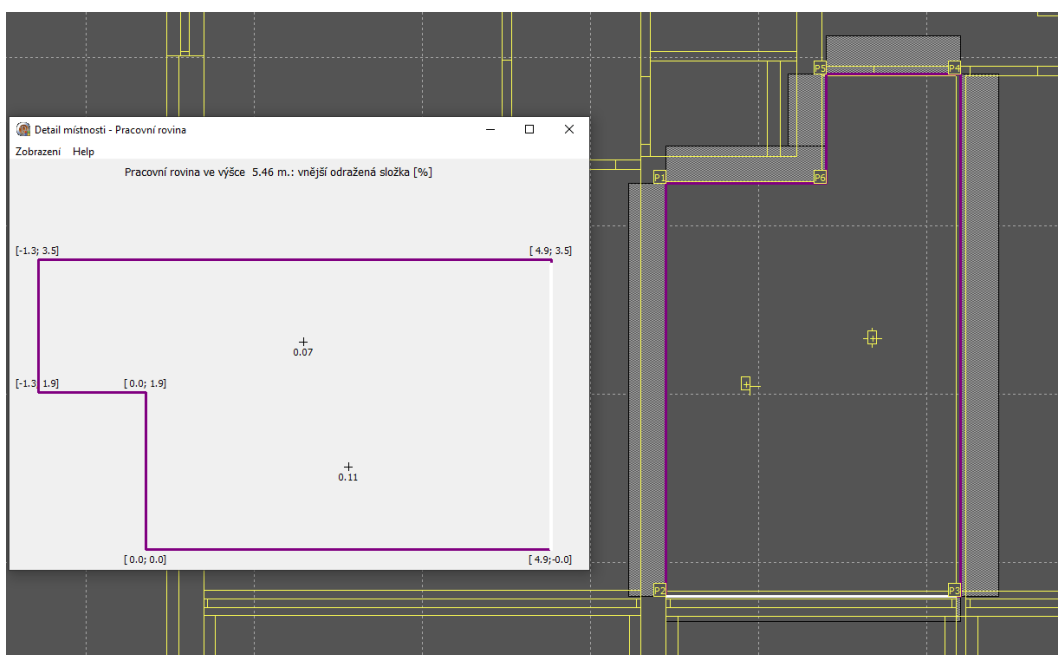 Detail místnosti - Pracovní rovina
Zobrazení Help
Pracovní rovina ve výšce 5.46 m.: vnější odražená složka [%]
[-1.3; 3.5] [ 4.9; 3.5]
0.07
[-1.3; 1.9] [ 0.0; 1.9]
0.11
[ 0.0; 0.0] [ 4.9;-0.0]
P5 P4
P1 P6
P2 P3